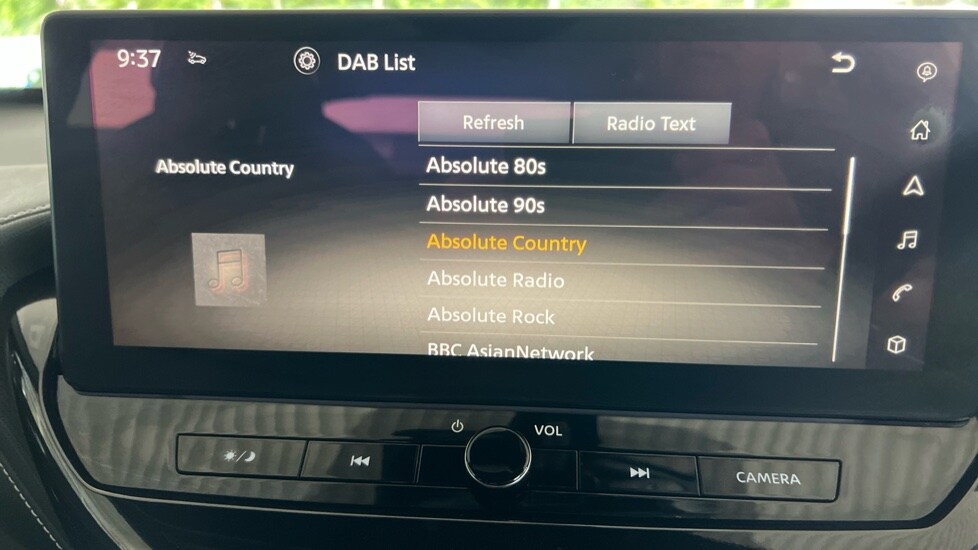 9:37
DAB List
Refresh
Radio Text
Absolute Country
Absolute 80s
Absolute 90s
Absolute Country
Absolute Radio
Absolute Rock
BBC AsianNetwork
VOL
CAMERA